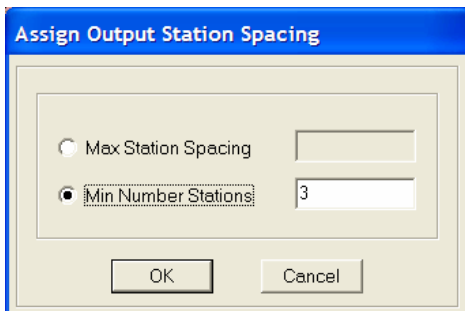 Assign Output Station Spacing
Max Station Spacing
Min Number Stations 3
OK Cancel